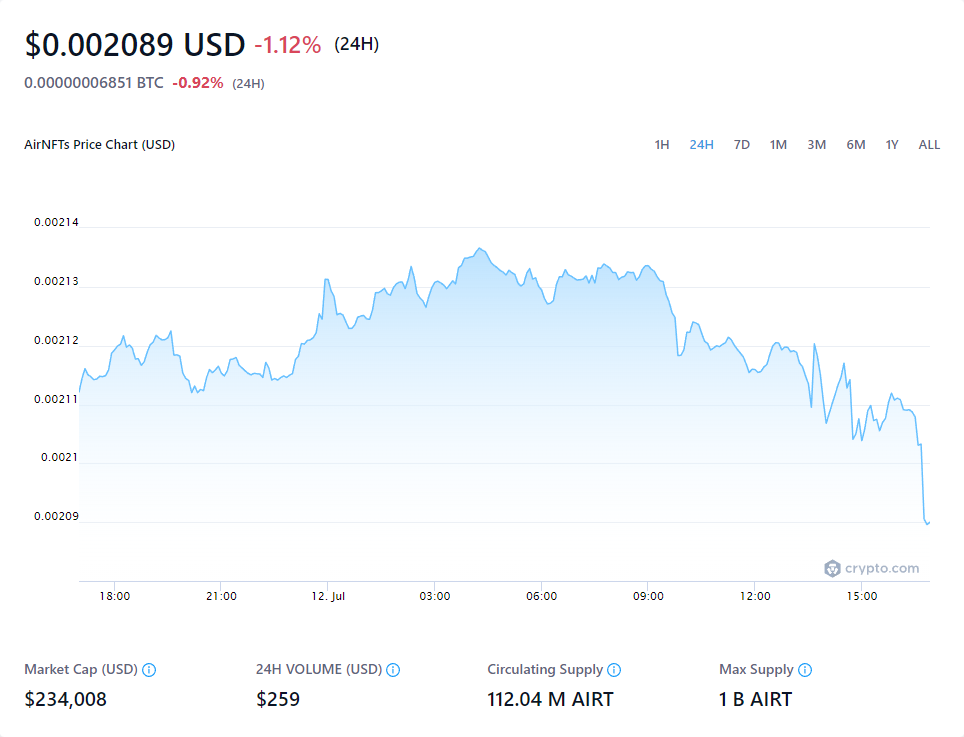 $0.002089 USD -1.12% (24H)
0.00000006851 BTC -0.92% (24H)
AirNFTs Price Chart (USD) 1H 24H 7D 1M 3M 6M 1Y ALL
0.00214
0.00213
0.00212
0.00211
0.0021
0.00209
crypto.com
18:00 21:00 12. Jul 03:00 06:00 09:00 12:00 15:00
Market Cap (USD) 24H VOLUME (USD) Circulating Supply Max Supply
$234,008 $259 112.04 M AIRT 1 B AIRT